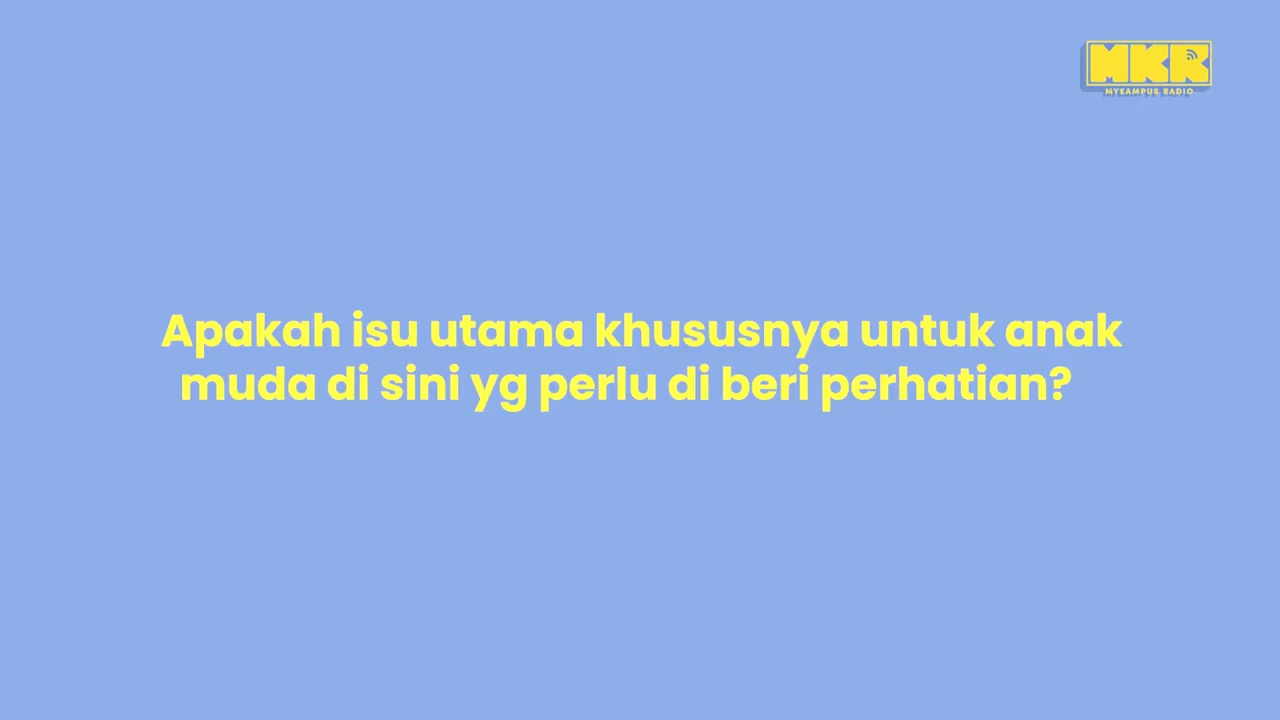 MKR
MYKAMPUS RADIO
Apakah isu utama khususnya untuk anak
muda di sini yg perlu di beri perhatian?